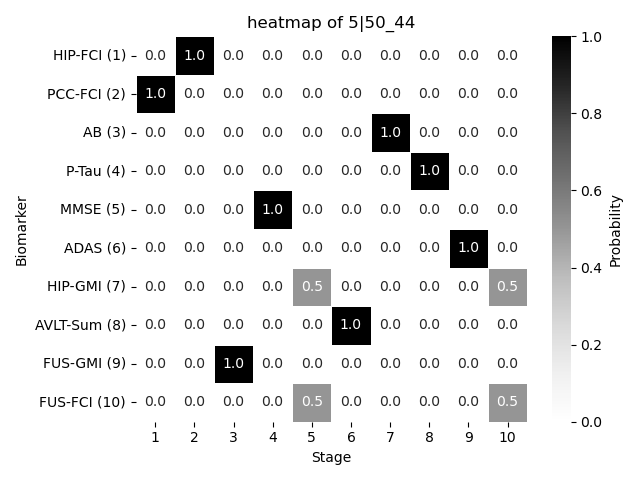 heatmap of 5|50_44
HIP-FCI (1) 0.0 1.0 0.0 0.0 0.0 0.0 0.0 0.0 0.0 0.0
PCC-FCI (2) 1.0 0.0 0.0 0.0 0.0 0.0 0.0 0.0 0.0 0.0
AB (3) 0.0 0.0 0.0 0.0 0.0 0.0 1.0 0.0 0.0 0.0
P-Tau (4) 0.0 0.0 0.0 0.0 0.0 0.0 0.0 1.0 0.0 0.0
MMSE (5) 0.0 0.0 0.0 1.0 0.0 0.0 0.0 0.0 0.0 0.0
ADAS (6) 0.0 0.0 0.0 0.0 0.0 0.0 0.0 0.0 1.0 0.0
HIP-GMI (7) 0.0 0.0 0.0 0.0 0.5 0.0 0.0 0.0 0.0 0.5
AVLT-Sum (8) 0.0 0.0 0.0 0.0 0.0 1.0 0.0 0.0 0.0 0.0
FUS-GMI (9) 0.0 0.0 1.0 0.0 0.0 0.0 0.0 0.0 0.0 0.0
FUS-FCI (10) 0.0 0.0 0.0 0.0 0.5 0.0 0.0 0.0 0.0 0.5
1 2 3 4 5 6 7 8 9 10
Stage
Biomarker
1.0
0.8
0.6
0.4
0.2
0.0
Probability